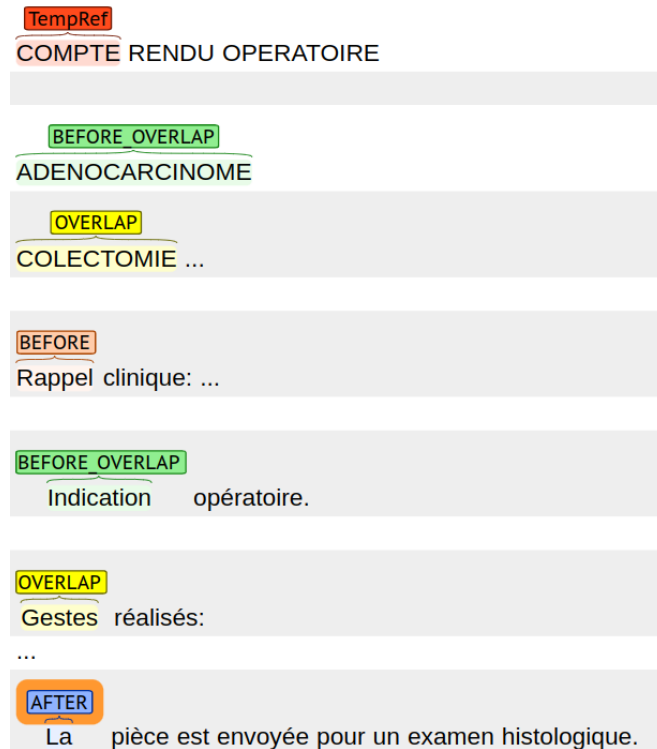 TempRef
COMPTE RENDU OPERATOIRE
BEFORE_OVERLAP
ADENOCARCINOME
OVERLAP
COLECTOMIE ...
BEFORE
Rappel clinique: ...
BEFORE_OVERLAP
Indication opératoire.
OVERLAP
Gestes réalisés:
...
AFTER
La pièce est envoyée pour un examen histologique.